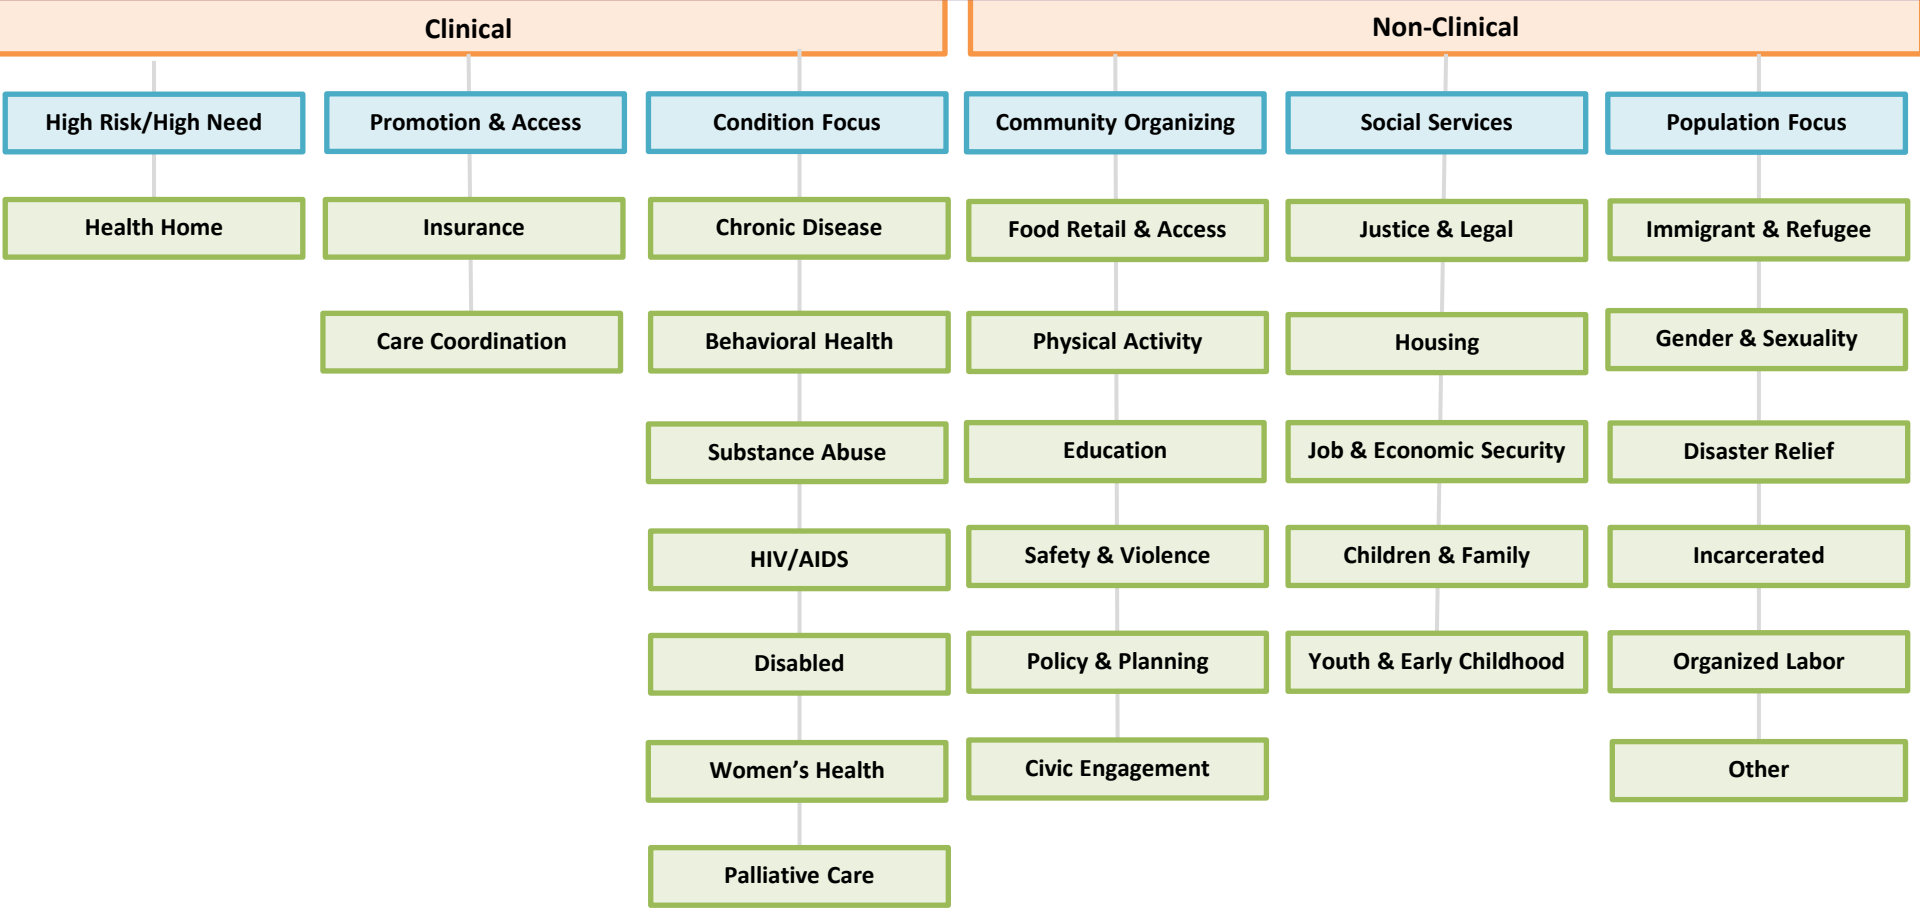 Clinical
Non-Clinical
High Risk/High Need
Promotion & Access
Condition Focus
Community Organizing
Social Services
Population Focus
Health Home
Insurance
Chronic Disease
Food Retail & Access
Justice & Legal
Immigrant & Refugee
Care Coordination
Behavioral Health
Physical Activity
Housing
Gender & Sexuality
Substance Abuse
Education
Job & Economic Security
Disaster Relief
HIV/AIDS
Safety & Violence
Children & Family
Incarcerated
Disabled
Policy & Planning
Youth & Early Childhood
Organized Labor
Women’s Health
Civic Engagement
Other
Palliative Care